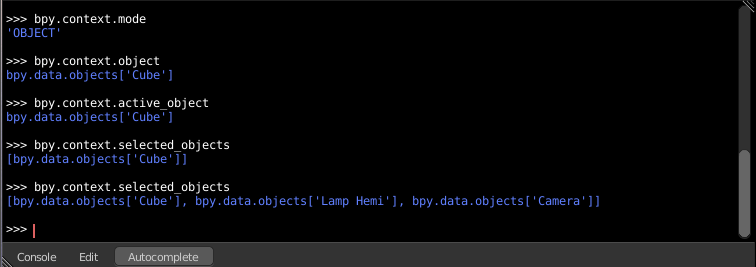 >>> bpy.context.mode
'OBJECT'
>>> bpy.context.object
bpy.data.objects['Cube']
>>> bpy.context.active_object
bpy.data.objects['Cube']
>>> bpy.context.selected_objects
[bpy.data.objects['Cube']]
>>> bpy.context.selected_objects
[bpy.data.objects['Cube'], bpy.data.objects['Lamp Hemi'], bpy.data.objects['Camera']]
>>>
Console Edit Autocomplete